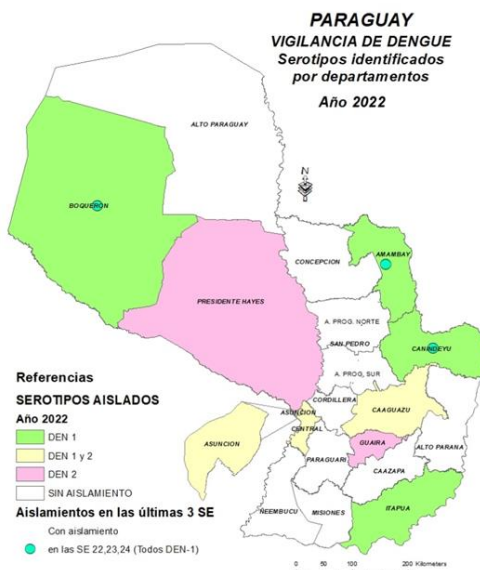 PARAGUAY
VIGILANCIA DE DENGUE
Serotipos identificados
por departamentos
Año 2022
ALTO PARAGUAY
N
BOQUERON
AMAMBAY
CONCEPCION
PRESIDENTE HAYES
A. PROG. NORTE
SAN PEDRO
CANINDEYU
A. PROG, SUR
CORDILLERA
ASUNCION
CAAGUAZU
CENTRAL
ASUNCION
GUAIRA
ALTO PARANA
PARAGUARI
CAAZAPA
ÑEEMBUCU
MISIONES
ITAPUA
Referencias
SEROTIPOS AISLADOS
Año 2022
DEN 1
DEN 1 y 2
DEN 2
SIN AISLAMIENTO
Aislamientos en las últimas 3 SE
Con aislamiento
en las SE 22,23,24 (Todos DEN-1)
0 50 100 200 Kilometers